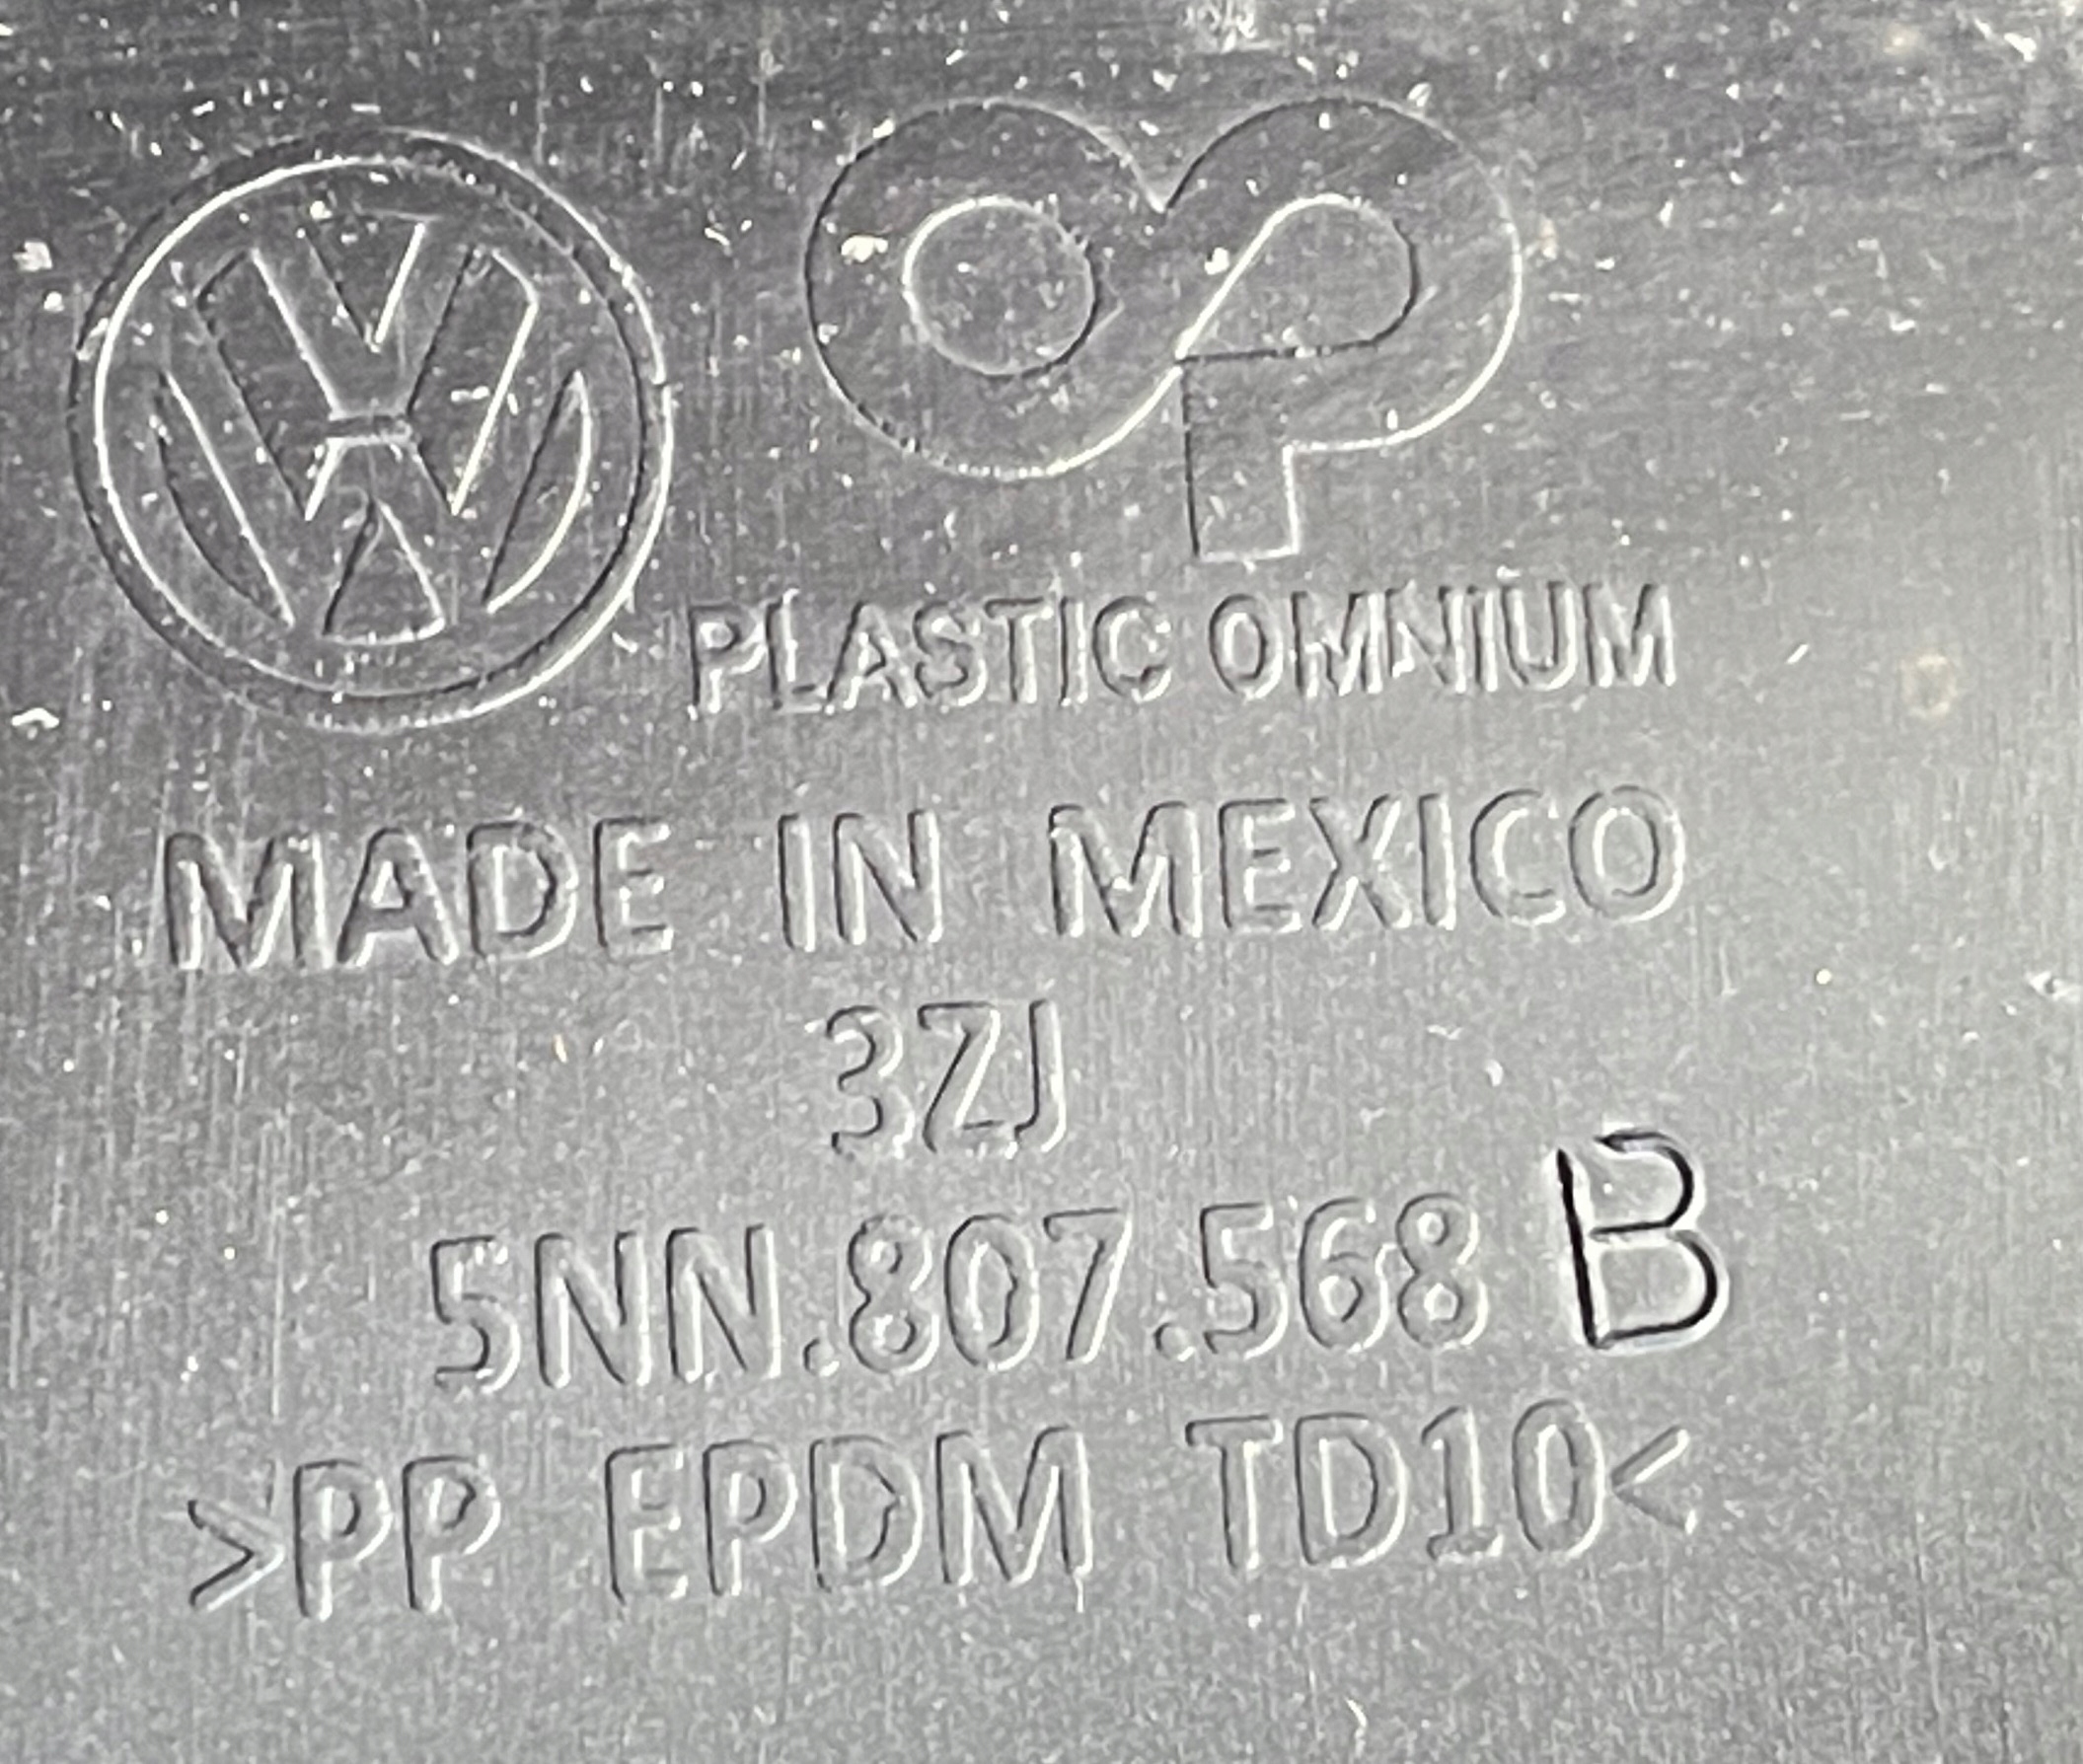 PLASTIC OMNIUM
MADE IN MEXICO
3ZJ
5NN.807.568 B
>PP EPDM TD10<